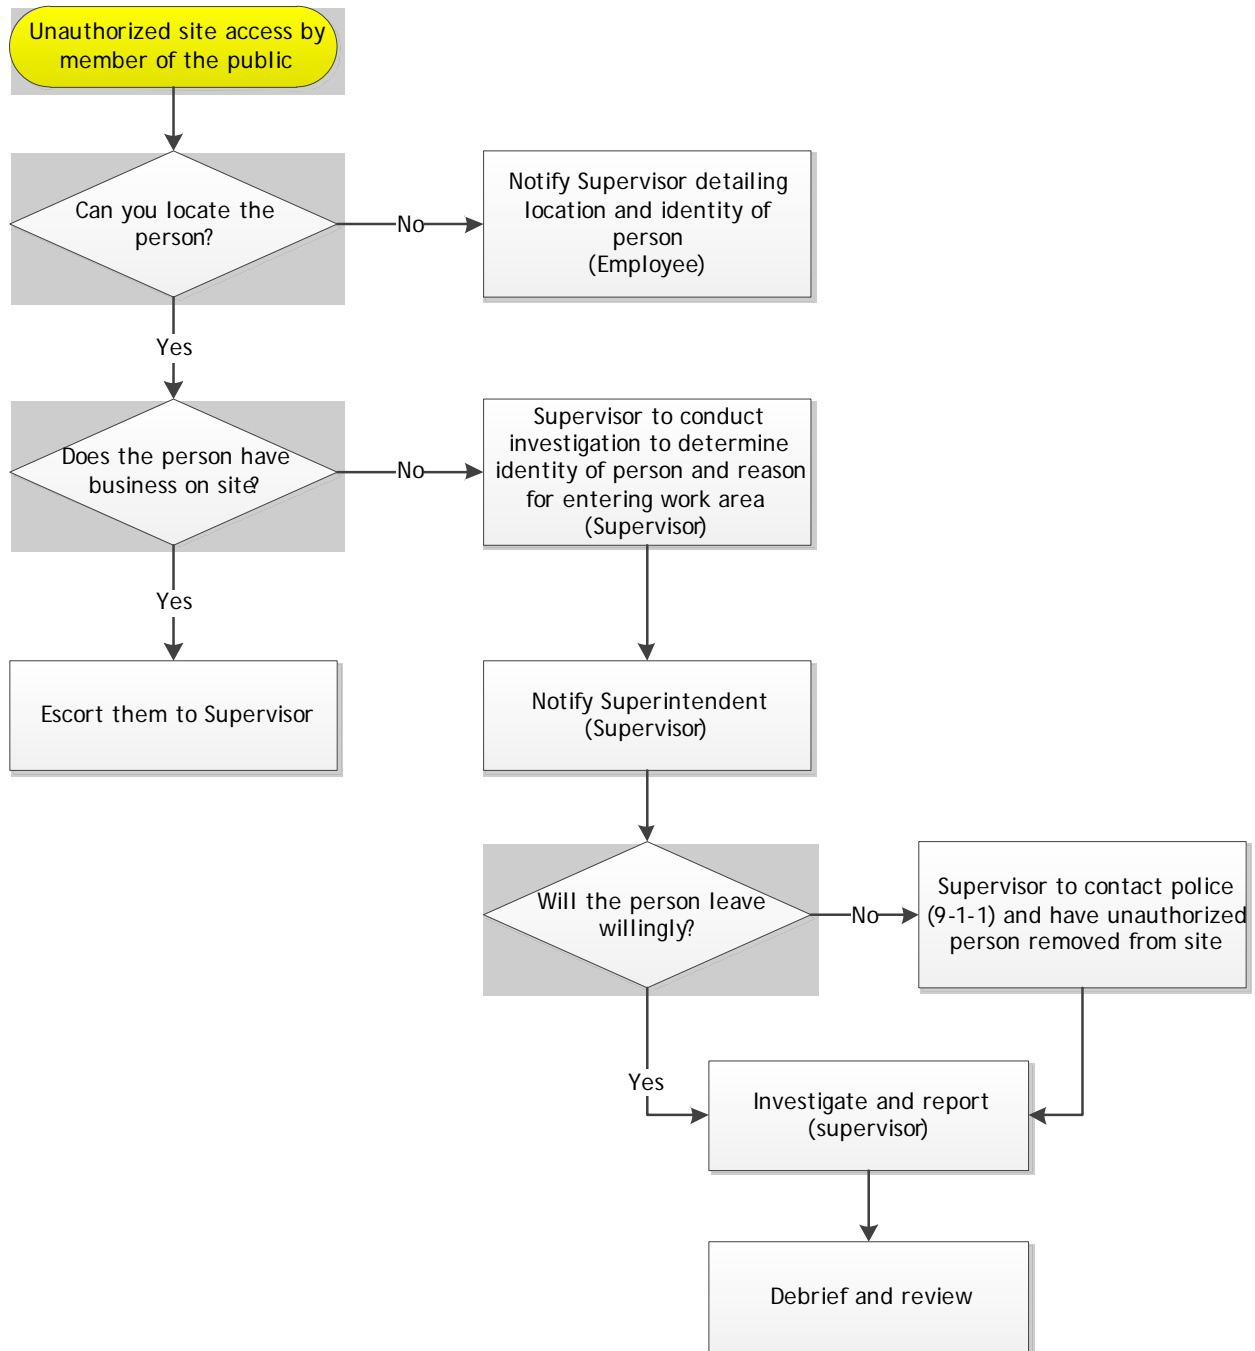 Unauthorized site access by
member of the public
Can you locate the
person?
No
Notify Supervisor detailing
location and identity of
person
(Employee)
Yes
Does the person have
business on site?
No
Supervisor to conduct
investigation to determine
identity of person and reason
for entering work area
(Supervisor)
Yes
Escort them to Supervisor
Notify Superintendent
(Supervisor)
Will the person leave
willingly?
No
Supervisor to contact police
(9-1-1) and have unauthorized
person removed from site
Yes
Investigate and report
(supervisor)
Debrief and review